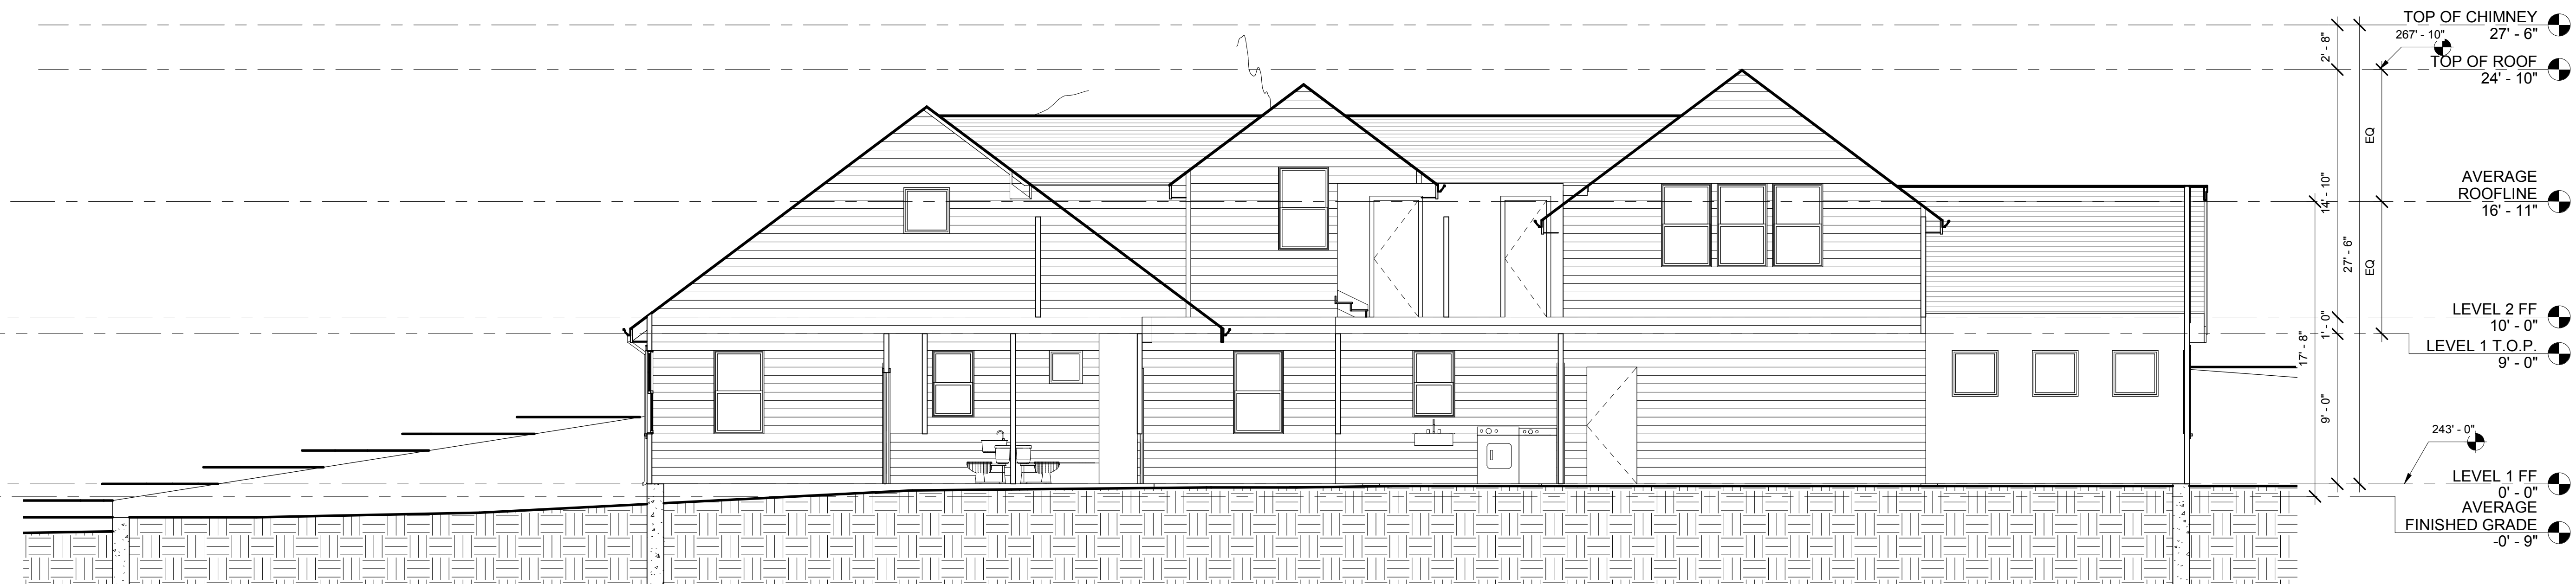 TOP OF CHIMNEY
27' - 6"
267' - 10"
TOP OF ROOF
24' - 10"
2' - 8"
EQ
AVERAGE
ROOFLINE
16' - 11"
14' - 10"
27' - 6"
EQ
LEVEL 2 FF
10' - 0"
1' - 0"
LEVEL 1 T.O.P.
9' - 0"
17' - 8"
9' - 0"
243' - 0"
LEVEL 1 FF
0' - 0"
AVERAGE
FINISHED GRADE
-0' - 9"